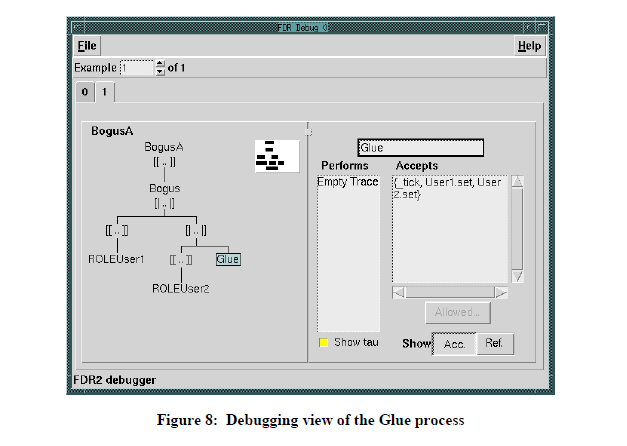 FDR Debug 0
File Help
Example 1 of 1
0 1
BogusA
BogusA
[[ .. ]]
Bogus
[| .. |]
[[ .. ]] [| .. |]
ROLEUser1 [[ .. ]] Glue
ROLEUser2
Glue
Performs Accepts
Empty Trace {_tick, User1.set, User
2.set}
Allowed...
Show tau Show Acc. Ref.
FDR2 debugger
Figure 8: Debugging view of the Glue process